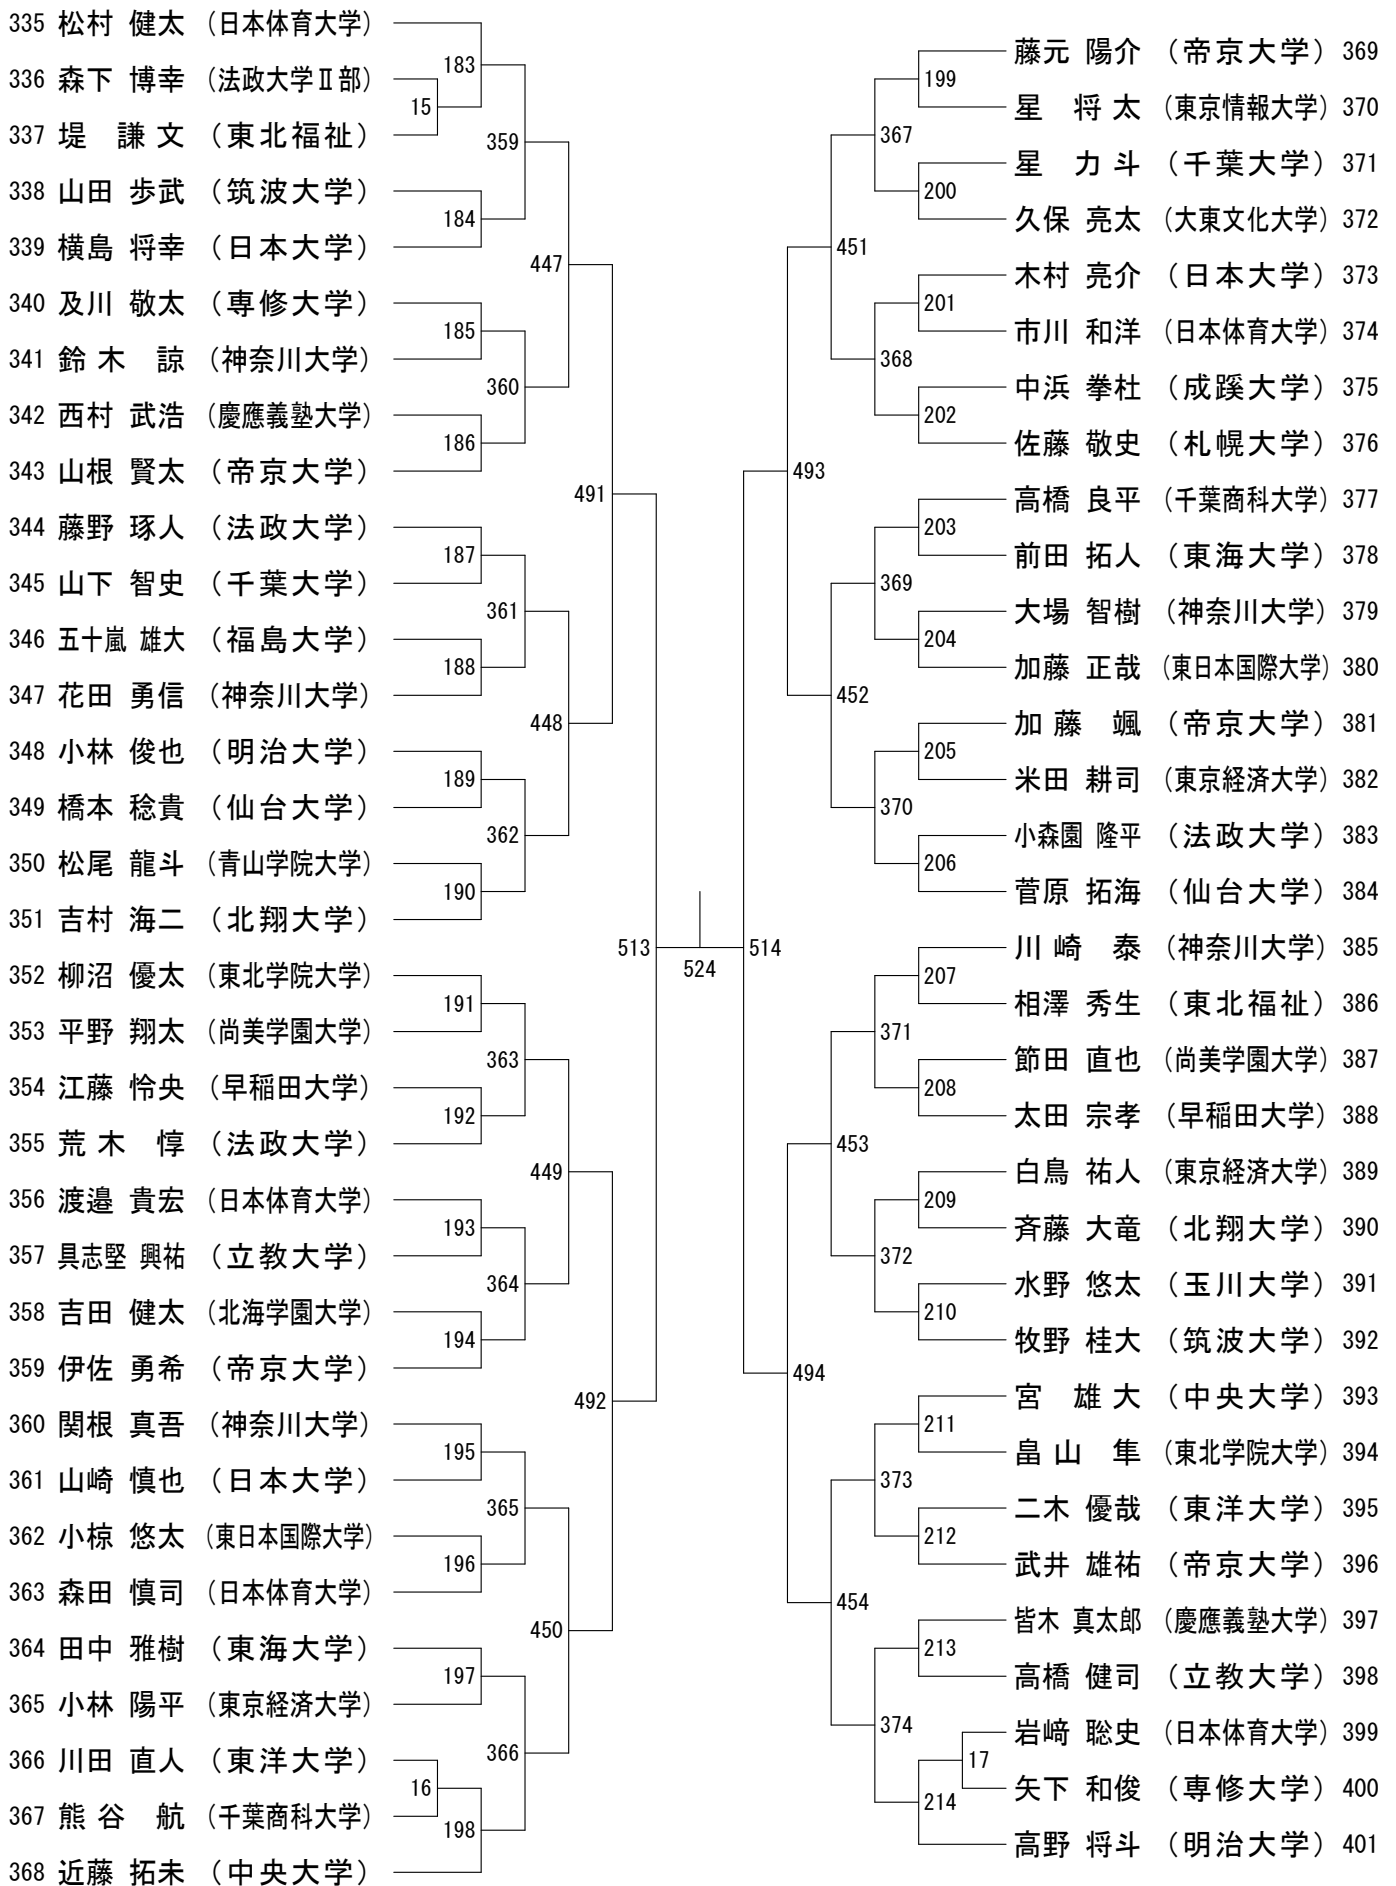 335 松村 健太 (日本体育大学)
336 森下 博幸 (法政大学Ⅱ部)
337 堤 謙文 (東北福祉)
338 山田 歩武 (筑波大学)
339 横島 将幸 (日本大学)
340 及川 敬太 (専修大学)
341 鈴木 諒 (神奈川大学)
342 西村 武浩 (慶應義塾大学)
343 山根 賢太 (帝京大学)
344 藤野 琢人 (法政大学)
345 山下 智史 (千葉大学)
346 五十嵐 雄大 (福島大学)
347 花田 勇信 (神奈川大学)
348 小林 俊也 (明治大学)
349 橋本 稔貴 (仙台大学)
350 松尾 龍斗 (青山学院大学)
351 吉村 海二 (北翔大学)
352 柳沼 優太 (東北学院大学)
353 平野 翔太 (尚美学園大学)
354 江藤 怜央 (早稲田大学)
355 荒木 惇 (法政大学)
356 渡邉 貴宏 (日本体育大学)
357 具志堅 興祐 (立教大学)
358 吉田 健太 (北海学園大学)
359 伊佐 勇希 (帝京大学)
360 関根 真吾 (神奈川大学)
361 山崎 慎也 (日本大学)
362 小椋 悠太 (東日本国際大学)
363 森田 慎司 (日本体育大学)
364 田中 雅樹 (東海大学)
365 小林 陽平 (東京経済大学)
366 川田 直人 (東洋大学)
367 熊谷 航 (千葉商科大学)
368 近藤 拓未 (中央大学)
15
16
183
184
185
186
187
188
189
190
191
192
193
194
195
196
197
198
359
360
361
362
363
364
365
366
447
448
449
450
491
492
513
524
514
493
494
451
452
453
454
367
368
369
370
371
372
373
374
199
200
201
202
203
204
205
206
207
208
209
210
211
212
213
214
17
藤元 陽介 (帝京大学) 369
星 将太 (東京情報大学) 370
星 力斗 (千葉大学) 371
久保 亮太 (大東文化大学) 372
木村 亮介 (日本大学) 373
市川 和洋 (日本体育大学) 374
中浜 拳杜 (成蹊大学) 375
佐藤 敬史 (札幌大学) 376
高橋 良平 (千葉商科大学) 377
前田 拓人 (東海大学) 378
大場 智樹 (神奈川大学) 379
加藤 正哉 (東日本国際大学) 380
加藤 颯 (帝京大学) 381
米田 耕司 (東京経済大学) 382
小森園 隆平 (法政大学) 383
菅原 拓海 (仙台大学) 384
川崎 泰 (神奈川大学) 385
相澤 秀生 (東北福祉) 386
節田 直也 (尚美学園大学) 387
太田 宗孝 (早稲田大学) 388
白鳥 祐人 (東京経済大学) 389
斉藤 大竜 (北翔大学) 390
水野 悠太 (玉川大学) 391
牧野 桂大 (筑波大学) 392
宮 雄大 (中央大学) 393
畠山 隼 (東北学院大学) 394
二木 優哉 (東洋大学) 395
武井 雄祐 (帝京大学) 396
皆木 真太郎 (慶應義塾大学) 397
高橋 健司 (立教大学) 398
岩﨑 聡史 (日本体育大学) 399
矢下 和俊 (専修大学) 400
高野 将斗 (明治大学) 401